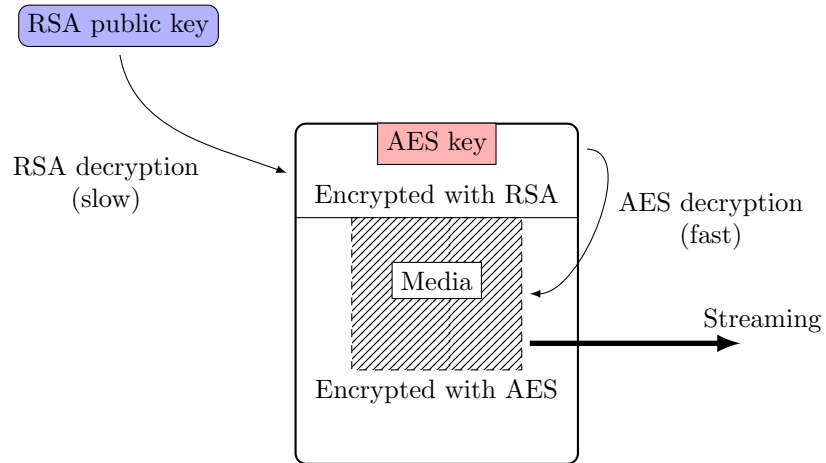 RSA public key
AES key
RSA decryption
(slow)
Encrypted with RSA
AES decryption
(fast)
Media
Streaming
Encrypted with AES